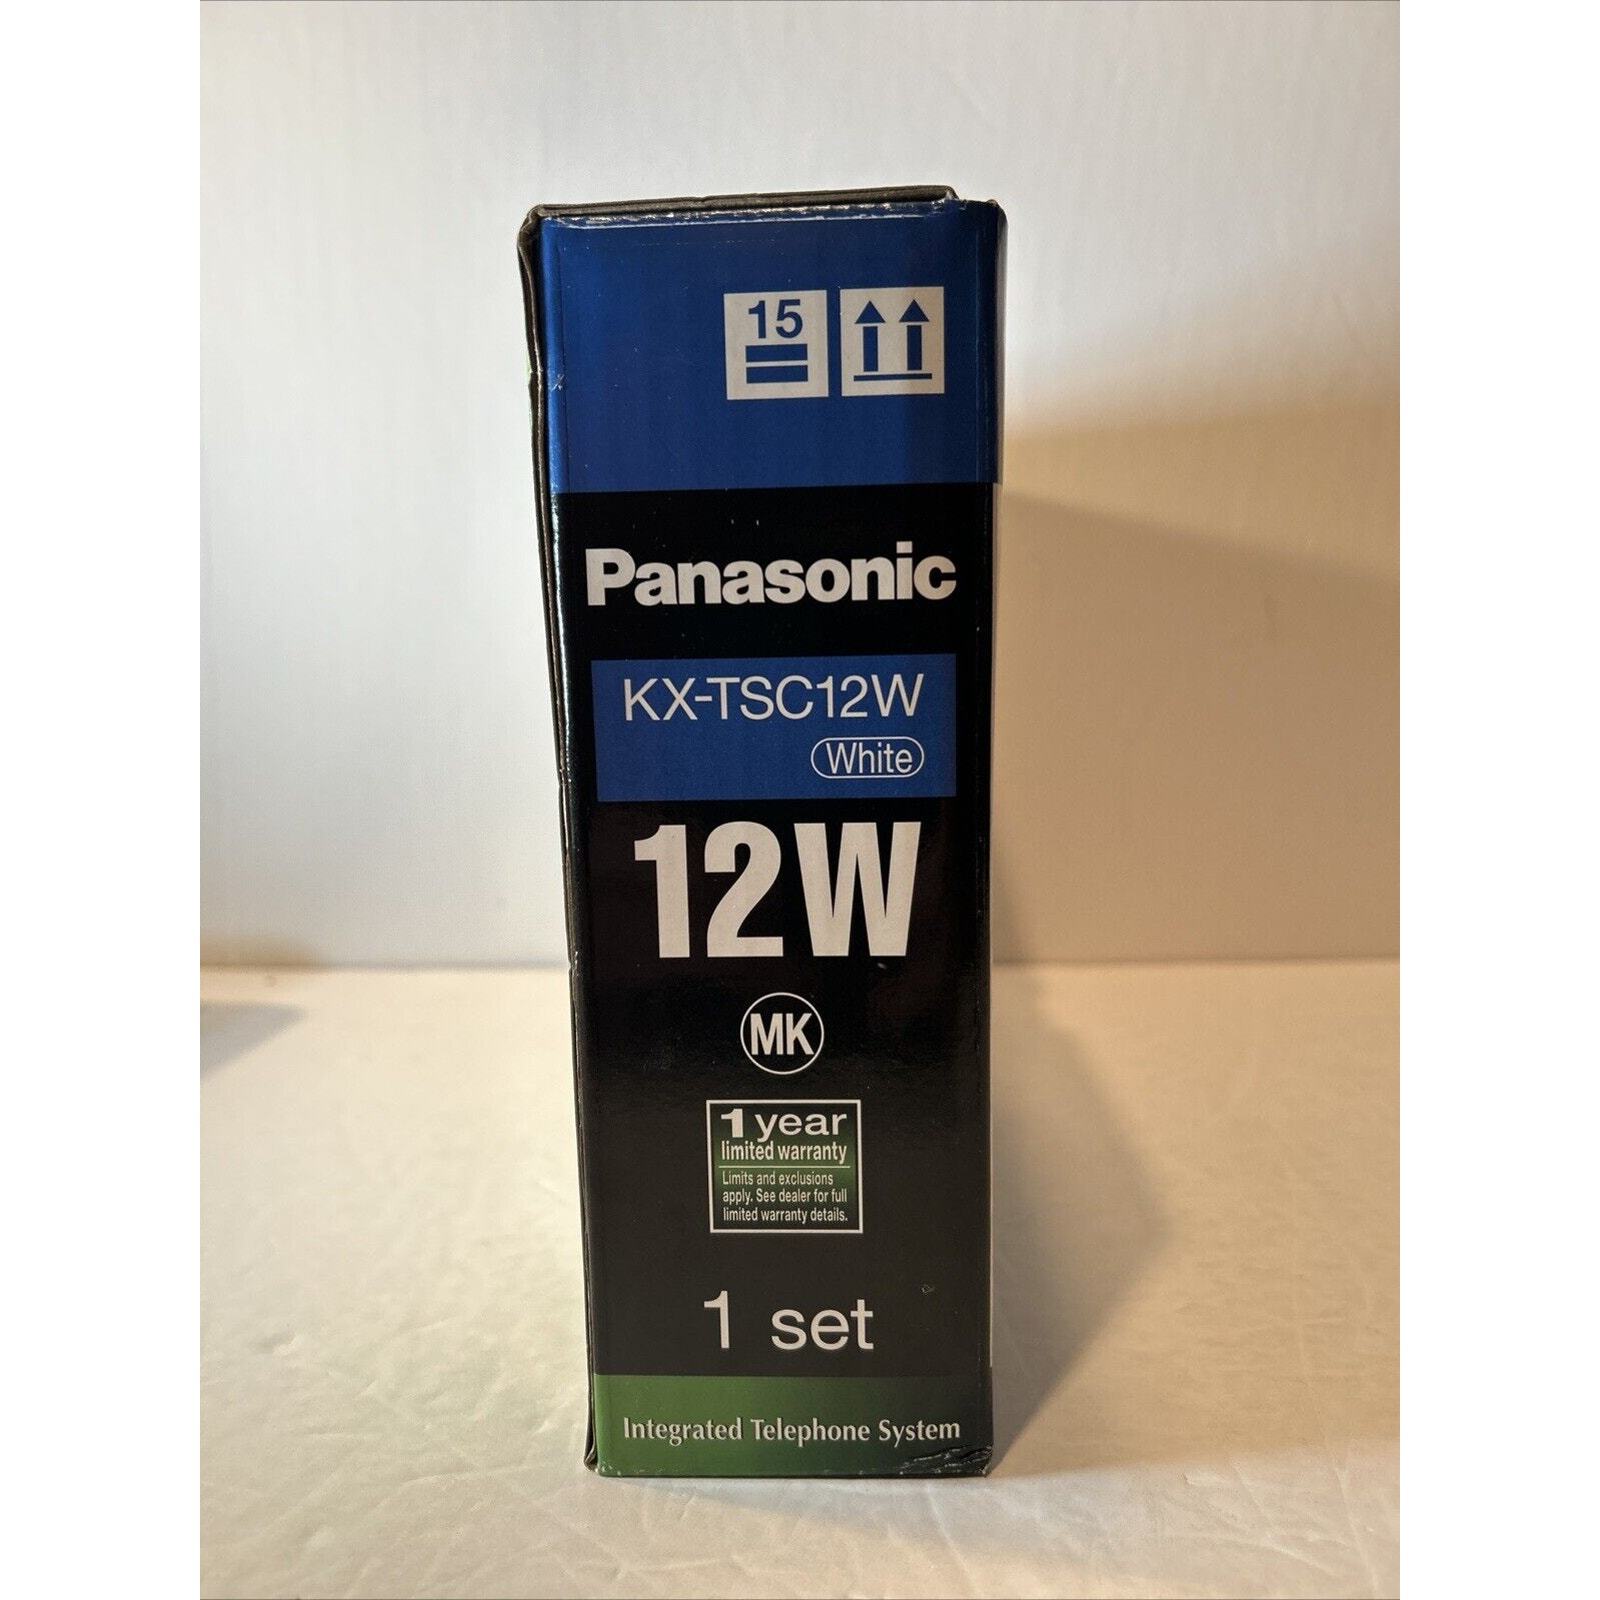 15
Panasonic
KX-TSC12W
White
12W
MK
1 year
limited warranty
Limits and exclusions
apply. See dealer for full
limited warranty details.
1 set
Integrated Telephone System